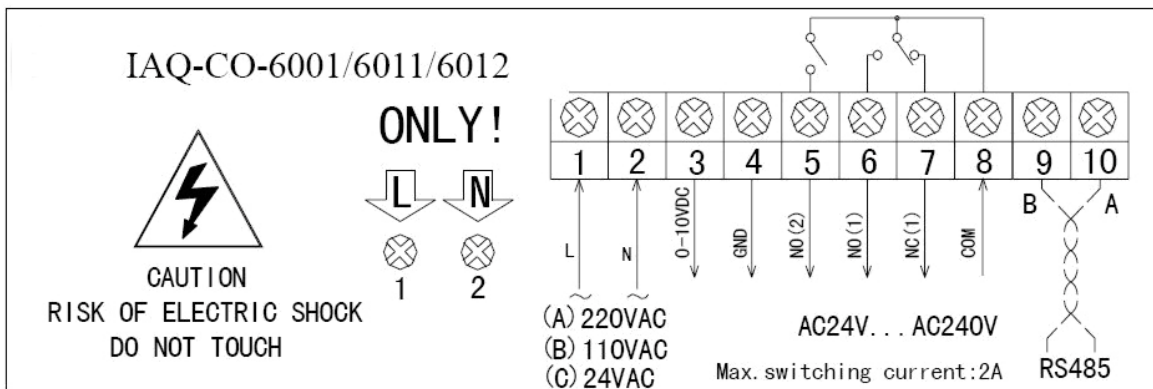 IAQ-CO-6001/6011/6012
ONLY!
L N
1 2
CAUTION
RISK OF ELECTRIC SHOCK
DO NOT TOUCH
1 2 3 4 5 6 7 8 9 10
L
N
0-10VDC
GND
NO(2)
NO(1)
NC(1)
COM
B A
(A) 220VAC
(B) 110VAC
(C) 24VAC
AC24V...AC240V
Max.switching current:2A
RS485